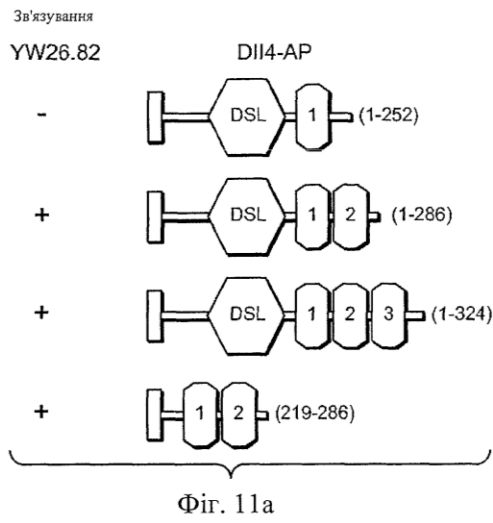 Зв'язування
YW26.82 Dll4-AP
- DSL 1 (1-252)
+ DSL 1 2 (1-286)
+ DSL 1 2 3 (1-324)
+ 1 2 (219-286)
Фіг. 11а